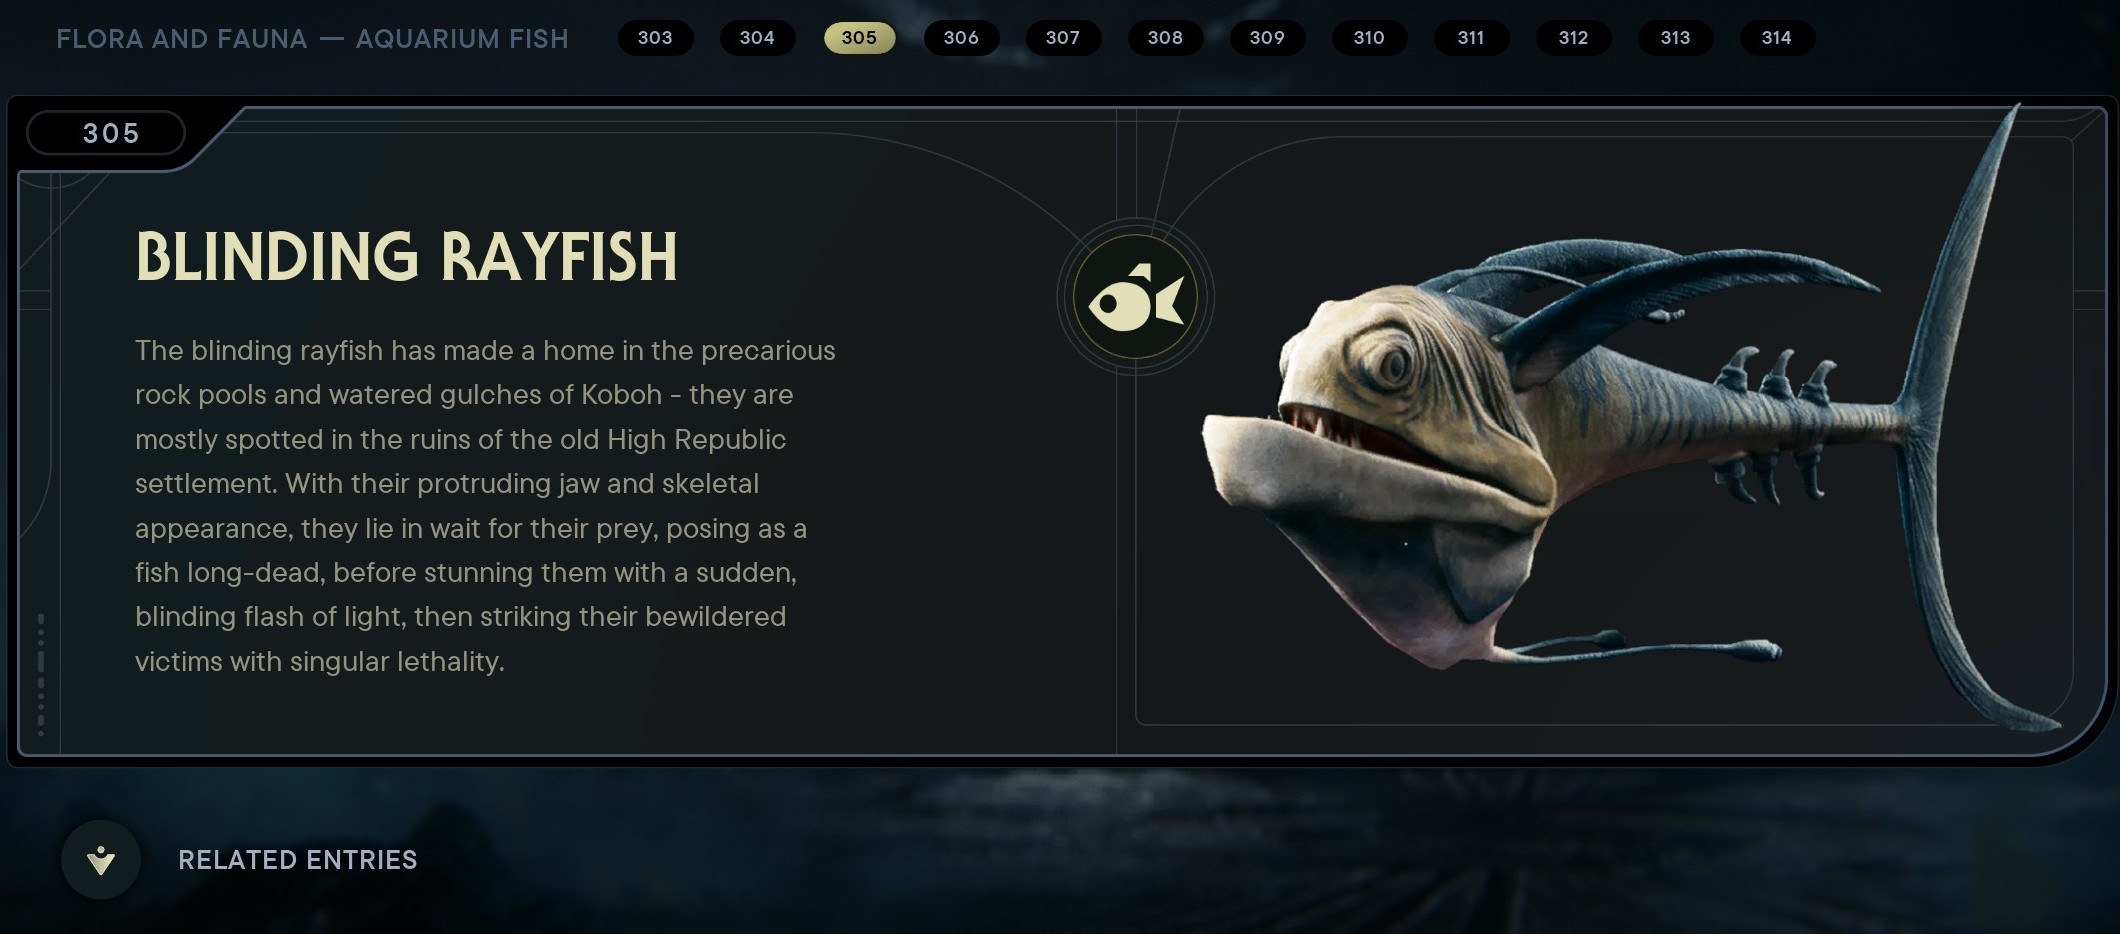 FLORA AND FAUNA — AQUARIUM FISH 303 304 305 306 307 308 309 310 311 312 313 314
305
BLINDING RAYFISH
The blinding rayfish has made a home in the precarious
rock pools and watered gulches of Koboh - they are
mostly spotted in the ruins of the old High Republic
settlement. With their protruding jaw and skeletal
appearance, they lie in wait for their prey, posing as a
fish long-dead, before stunning them with a sudden,
blinding flash of light, then striking their bewildered
victims with singular lethality.
RELATED ENTRIES